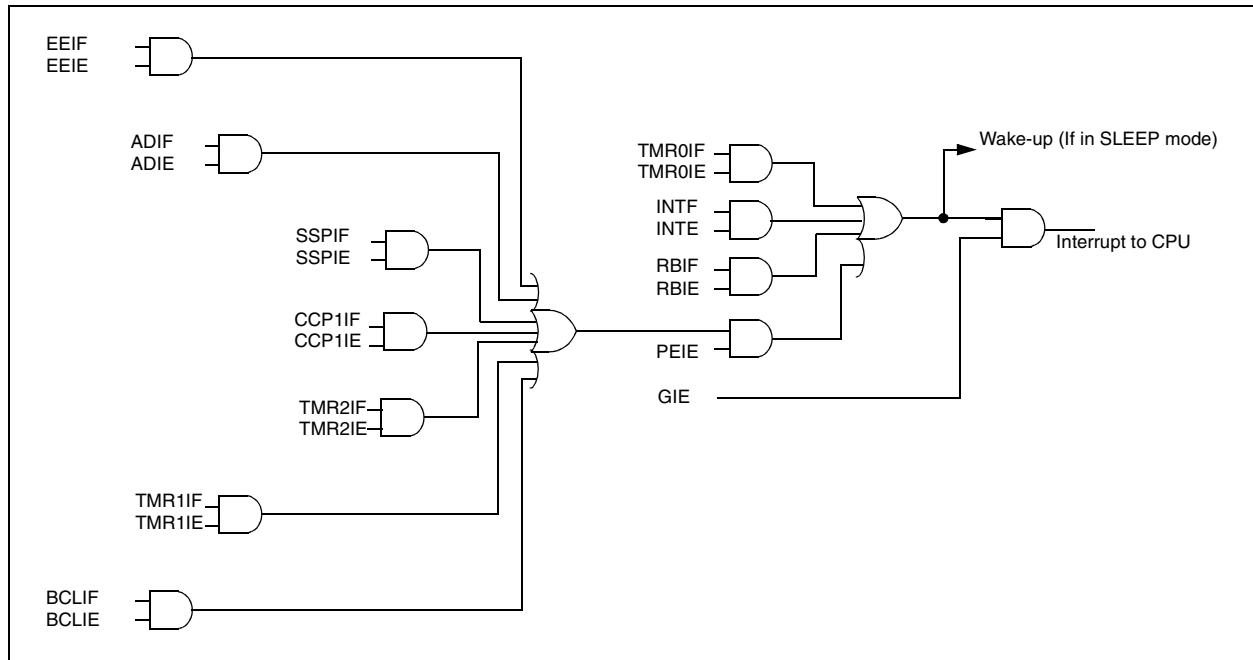 EEIF
EEIE
ADIF
ADIE
SSPIF
SSPIE
CCP1IF
CCP1IE
TMR2IF
TMR2IE
TMR1IF
TMR1IE
BCLIF
BCLIE
TMR0IF
TMR0IE
INTF
INTE
RBIF
RBIE
PEIE
GIE
Wake-up (If in SLEEP mode)
Interrupt to CPU